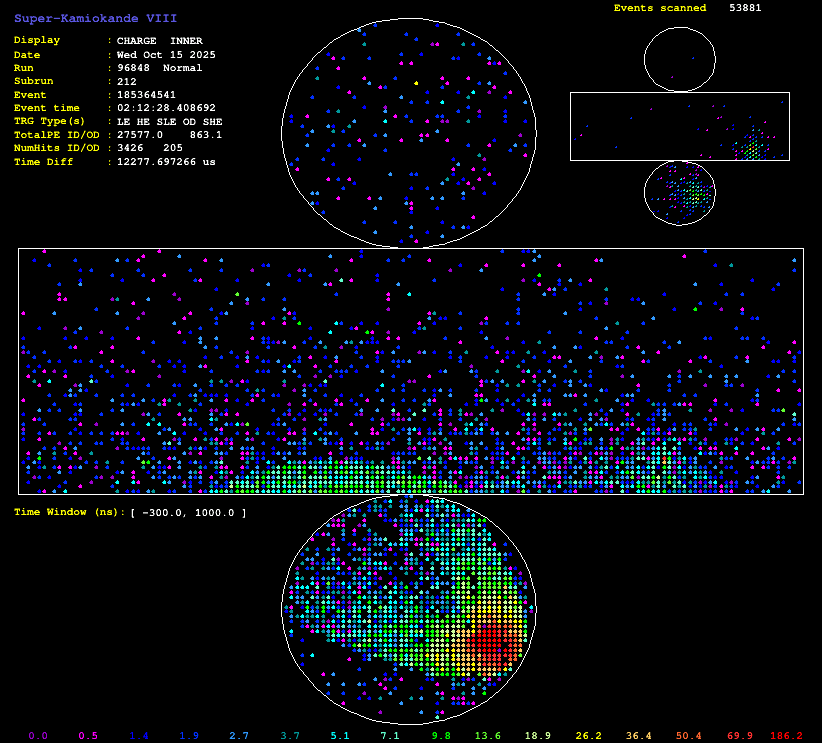 Super-Kamiokande VIII
Events scanned 53881
Display : CHARGE INNER
Date : Wed Oct 15 2025
Run : 96848 Normal
Subrun : 212
Event : 185364541
Event time : 02:12:28.408692
TRG Type(s) : LE HE SLE OD SHE
TotalPE ID/OD : 27577.0 863.1
NumHits ID/OD : 3426 205
Time Diff : 12277.697266 us
Time Window (ns): [ -300.0, 1000.0 ]
0.0 0.5 1.4 1.9 2.7 3.7 5.1 7.1 9.8 13.6 18.9 26.2 36.4 50.4 69.9 186.2